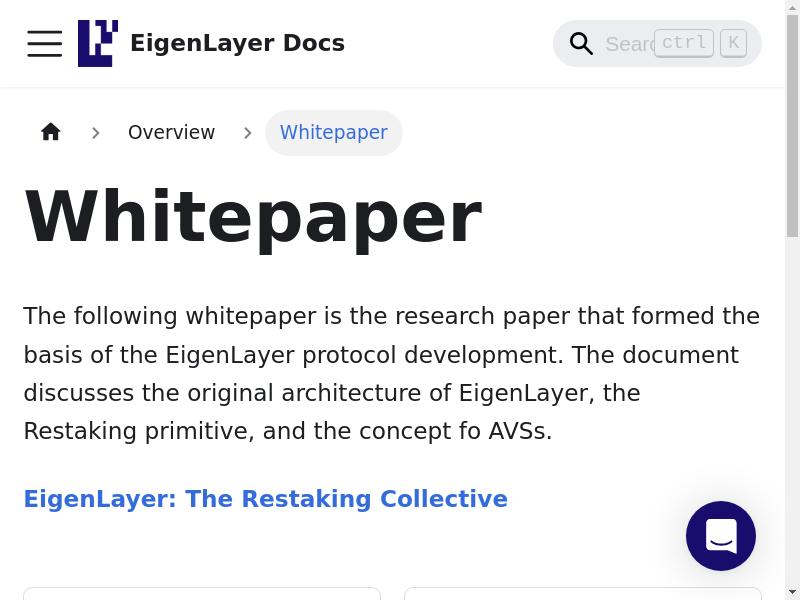 EigenLayer Docs
Sear
ctrl K
Overview
Whitepaper
Whitepaper
The following whitepaper is the research paper that formed the
basis of the EigenLayer protocol development. The document
discusses the original architecture of EigenLayer, the
Restaking primitive, and the concept fo AVSs.
EigenLayer: The Restaking Collective